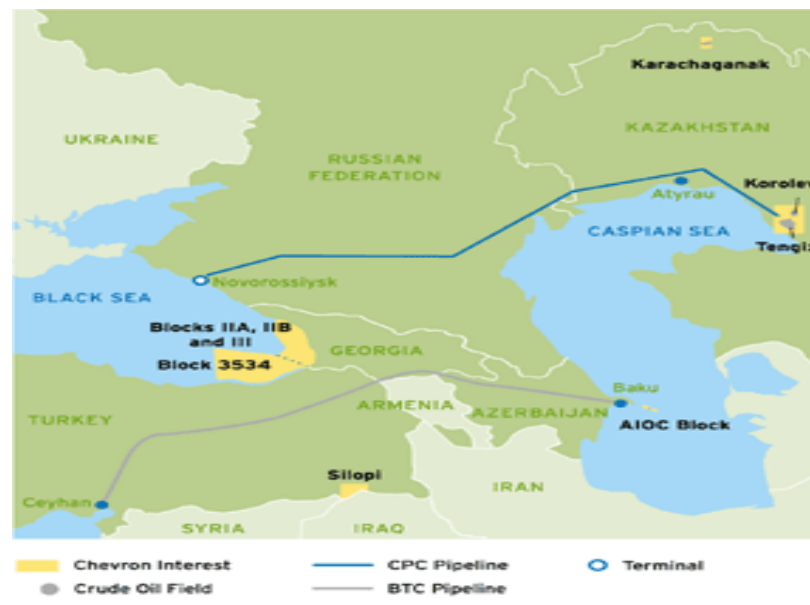 Karachaganak
KAZAKHSTAN
UKRAINE
RUSSIAN
FEDERATION
Korolev
Atyrau
CASPIAN SEA
Tengiz
Novorossiysk
BLACK SEA
Blocks IIA, IIB
and III
GEORGIA
Block 3534
Baku
ARMENIA
AZERBAIJAN
TURKEY
AIOC Block
Silopi
IRAN
Ceyhan
SYRIA
IRAQ
Chevron Interest
CPC Pipeline
Terminal
Crude Oil Field
BTC Pipeline